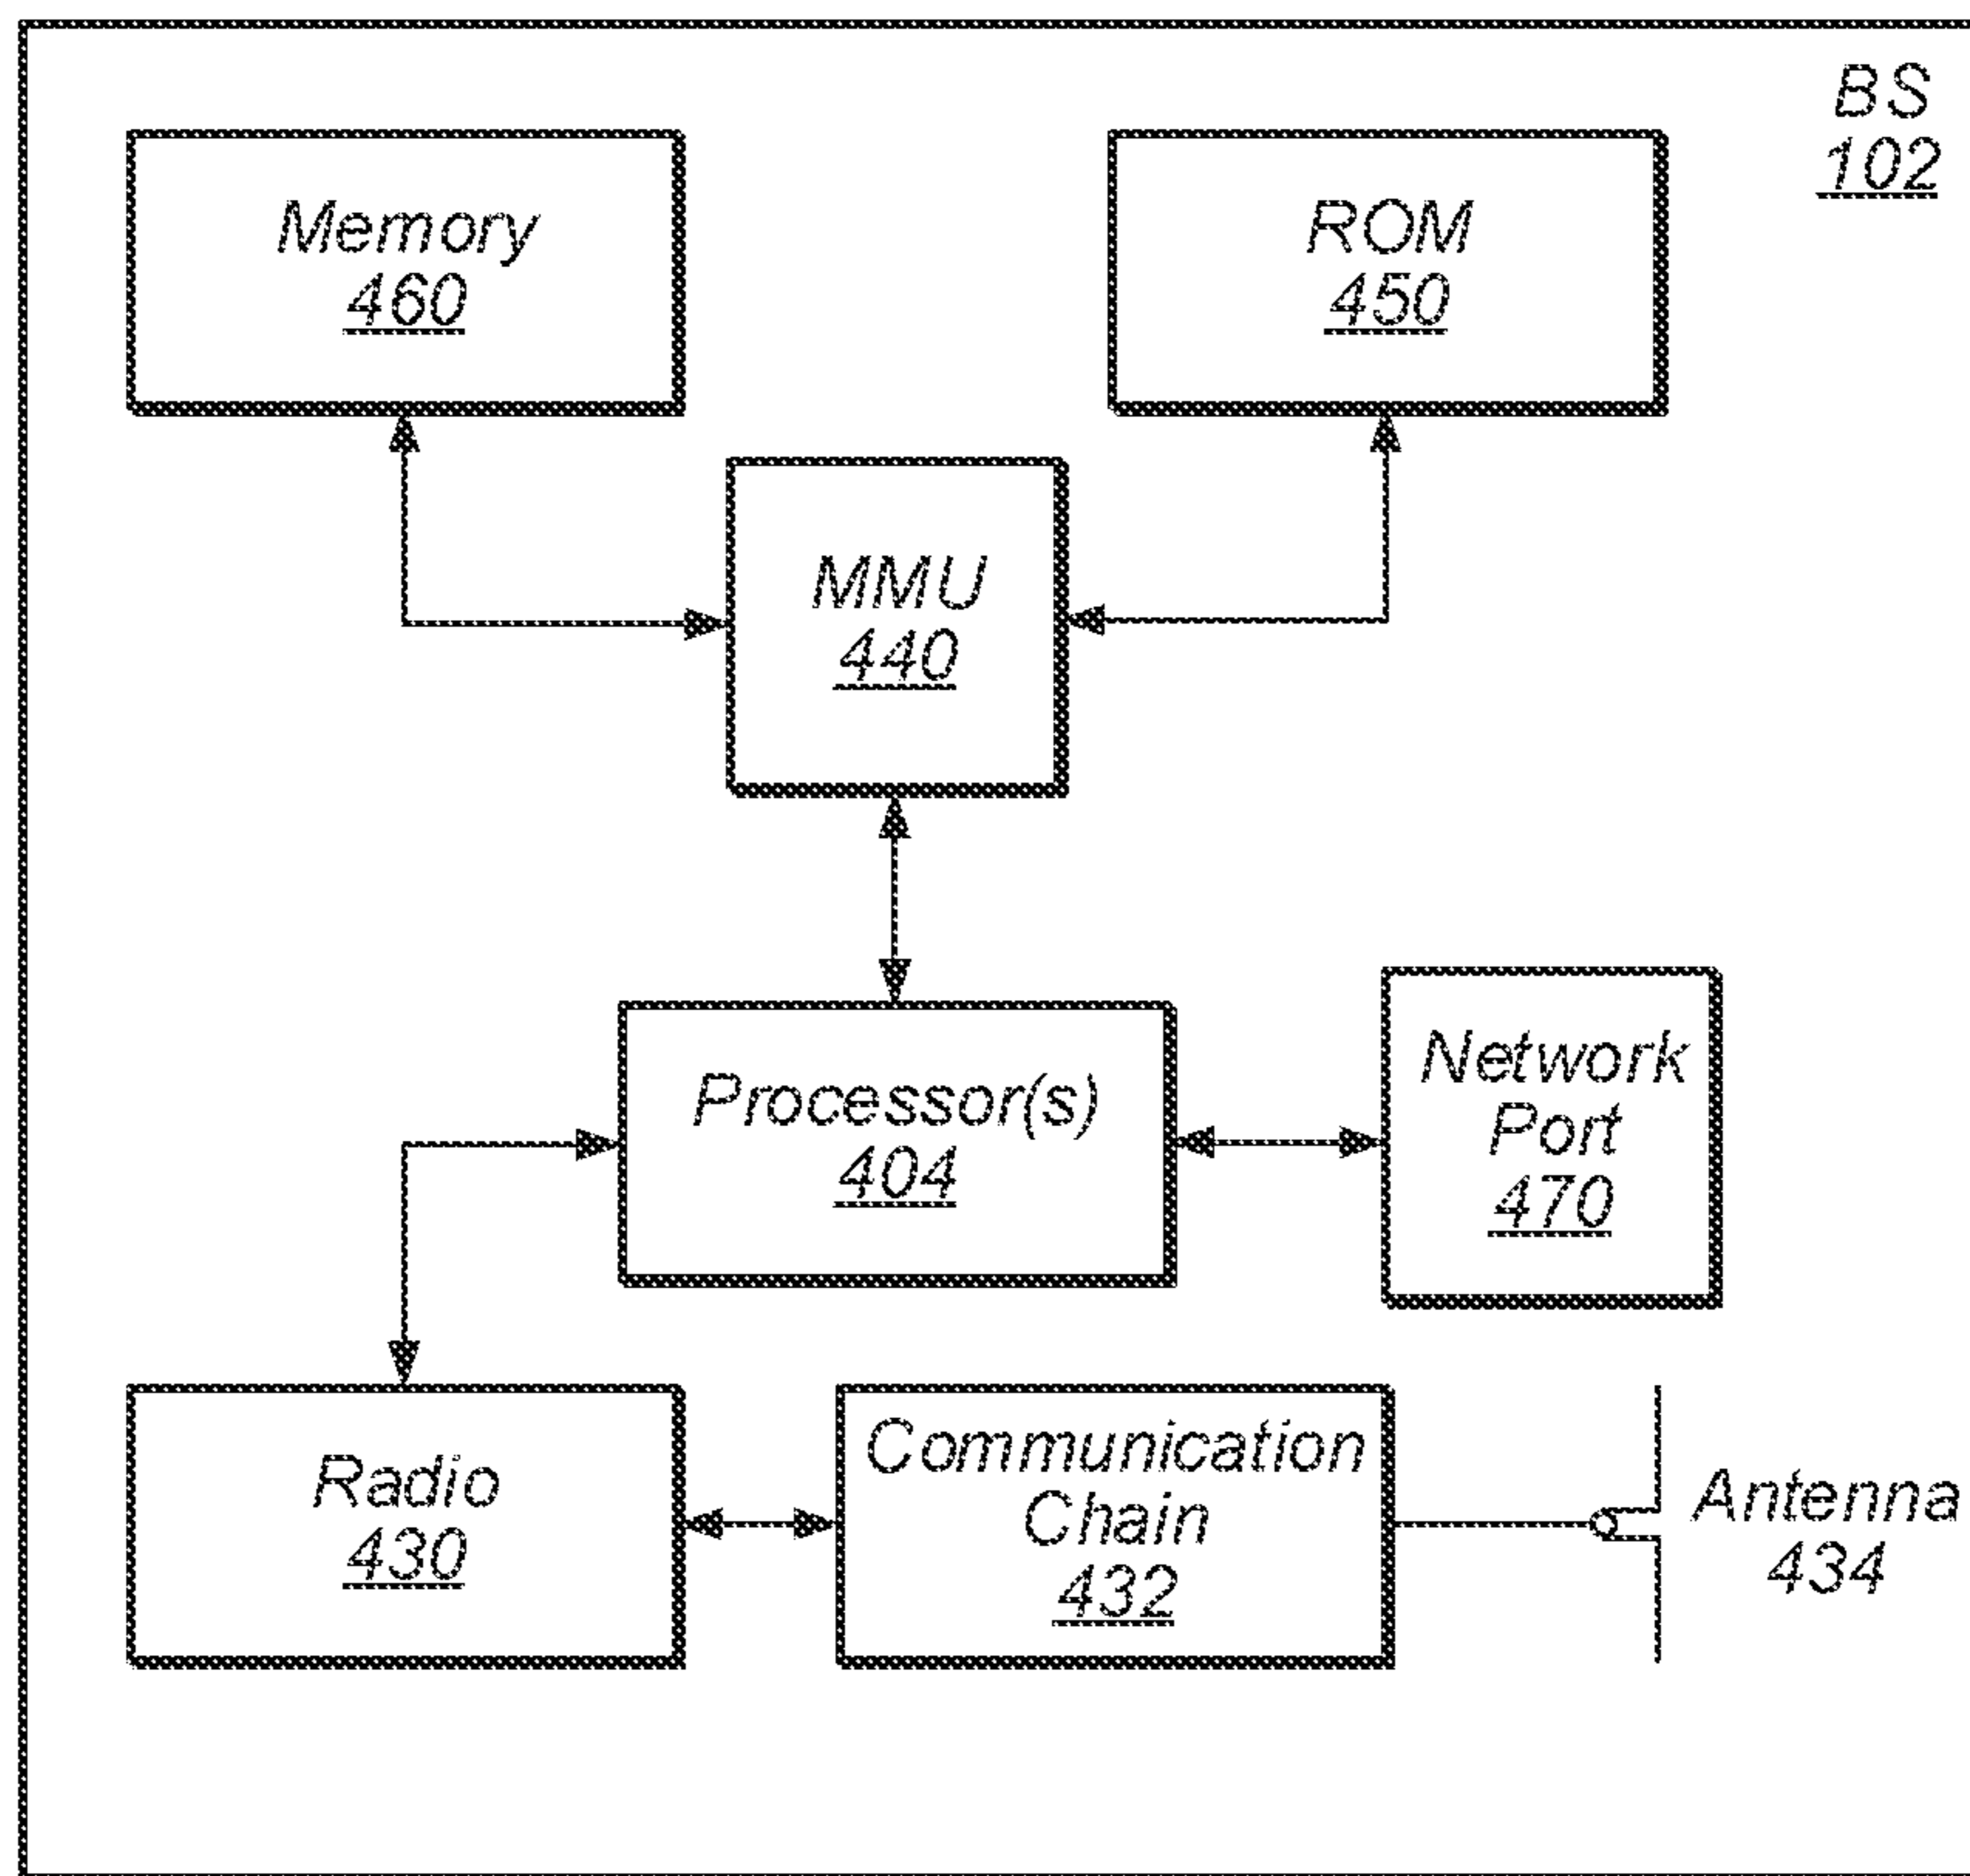 BS
102
Memory
460
ROM
450
MMU
440
Processor(s)
404
Network
Port
470
Radio
430
Communication
Chain
432
Antenna
434